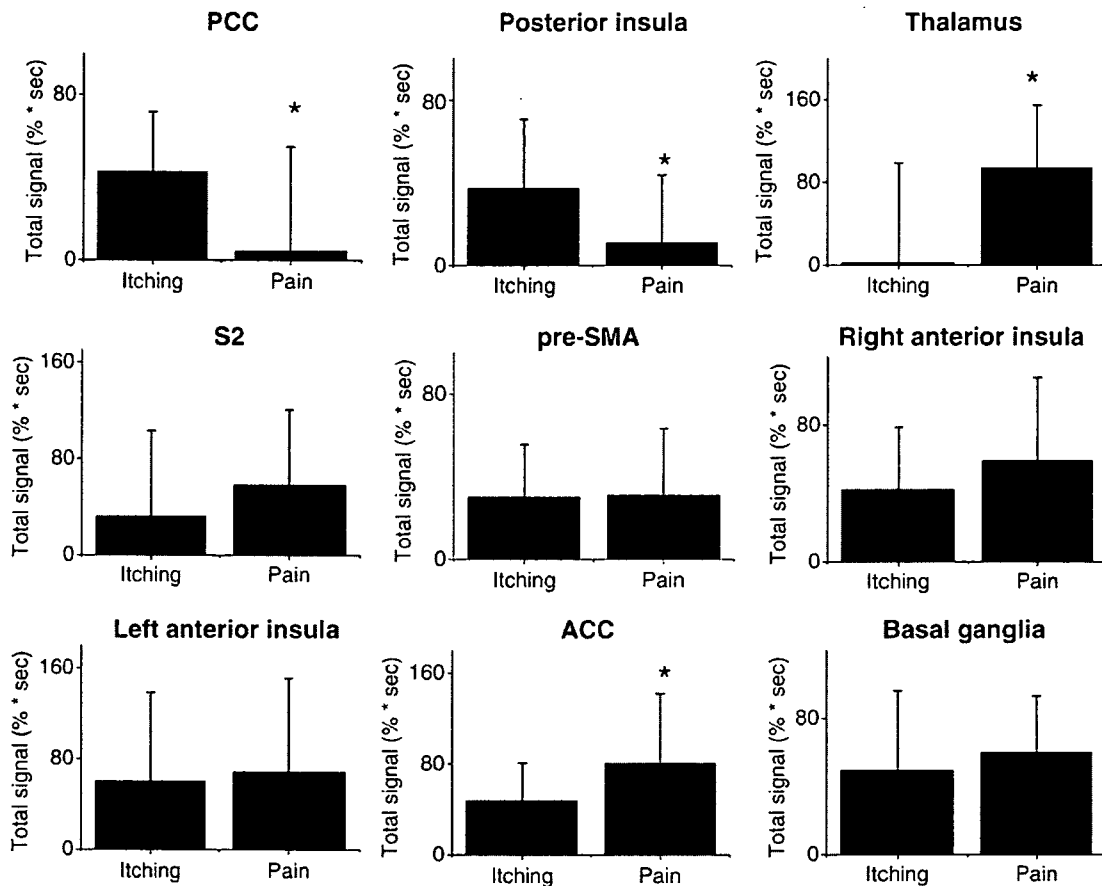 PCC
Posterior insula
Thalamus
Total signal (% * sec)
80
0
*
Itching
Pain
Total signal (% * sec)
80
0
*
Itching
Pain
Total signal (% * sec)
160
80
0
*
Itching
Pain
S2
pre-SMA
Right anterior insula
Total signal (% * sec)
160
80
0
Itching
Pain
Total signal (% * sec)
80
0
Itching
Pain
Total signal (% * sec)
80
0
Itching
Pain
Left anterior insula
ACC
Basal ganglia
Total signal (% * sec)
160
80
0
Itching
Pain
Total signal (% * sec)
160
80
0
*
Itching
Pain
Total signal (% * sec)
80
0
Itching
Pain